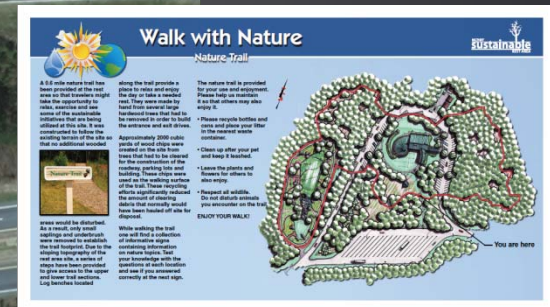 Walk with Nature
Nature Trail
sustainable
A 0.6 mile nature trail has
been provided at the rest
area so that travelers might
take the opportunity to
relax, exercise and see
some of the sustainable
initiatives that are being
utilized at this site. It was
constructed to follow the
existing terrain of the site so
that no additional wooded
Nature Trail
areas would be disturbed.
As a result, only small
saplings and underbrush
were removed to establish
the trail footprint. Due to the
sloping topography of the
rest area site, a series of
steps have been provided
to give access to the upper
and lower trail sections.
Log benches located
along the trail provide a
place to relax and enjoy
the day or take a needed
rest. They were made by
hand from several large
hardwood trees that had to
be removed in order to build
the entrance and exit drives.
Approximately 2000 cubic
yards of wood chips were
created on the site from
trees that had to be cleared
for the construction of the
roadway, parking lots and
building. These chips were
used as the walking surface
of the trail. These recycling
efforts significantly reduced
the amount of clearing
debris that normally would
have been hauled off site for
disposal.
While walking the trail
one will find a collection
of informative signs
containing information
on nature topics. Test
your knowledge with the
questions at each location
and see if you answered
correctly at the next sign.
The nature trail is provided
for your use and enjoyment.
Please help us maintain
it so that others may also
enjoy it.
• Please recycle bottles and
cans and place your litter
in the nearest waste
container.
• Clean up after your pet
and keep it leashed.
• Leave the plants and
flowers for others to
also enjoy.
• Respect all wildlife.
Do not disturb animals
you encounter on the trail.
ENJOY YOUR WALK!
You are here